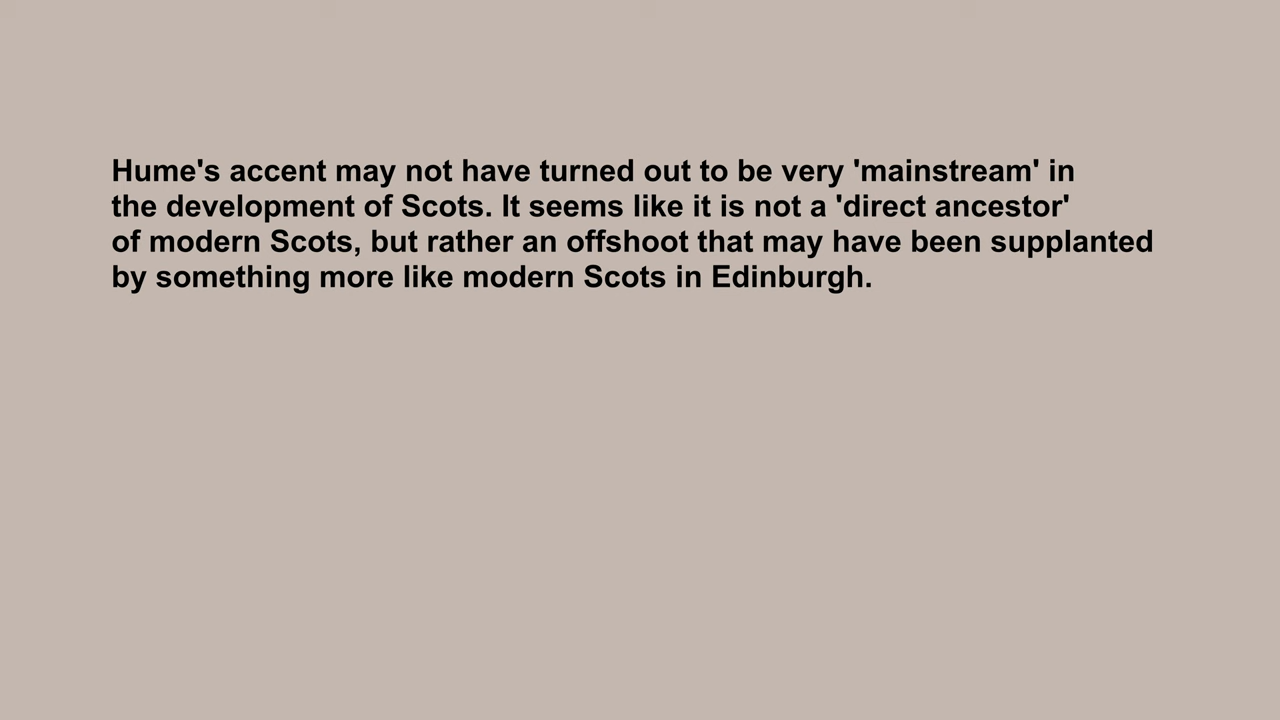 Hume's accent may not have turned out to be very 'mainstream' in
the development of Scots. It seems like it is not a 'direct ancestor'
of modern Scots, but rather an offshoot that may have been supplanted
by something more like modern Scots in Edinburgh.